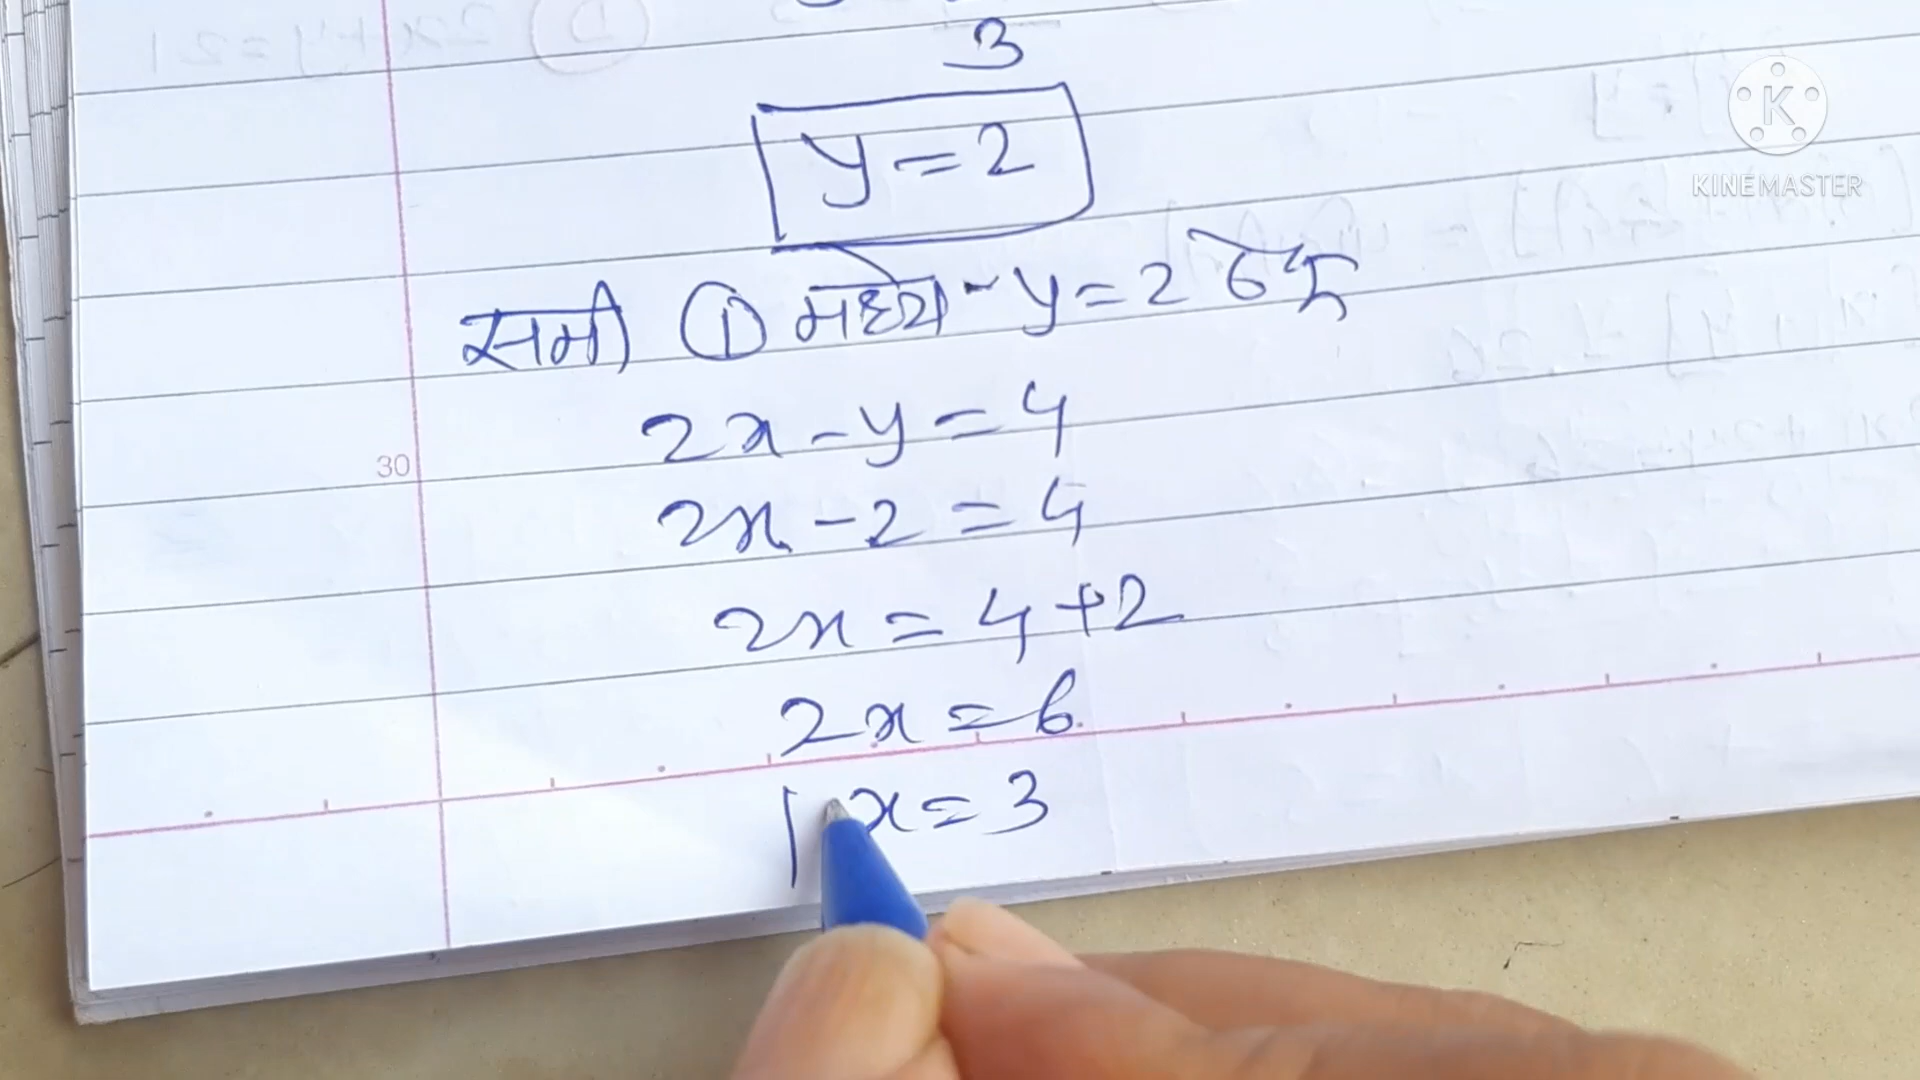 3
y=2
समी ① मध्ये y=2 ठेवू
2x-y=4
2x-2=4
2x=4+2
2x=6
x=3
30
KINEMASTER